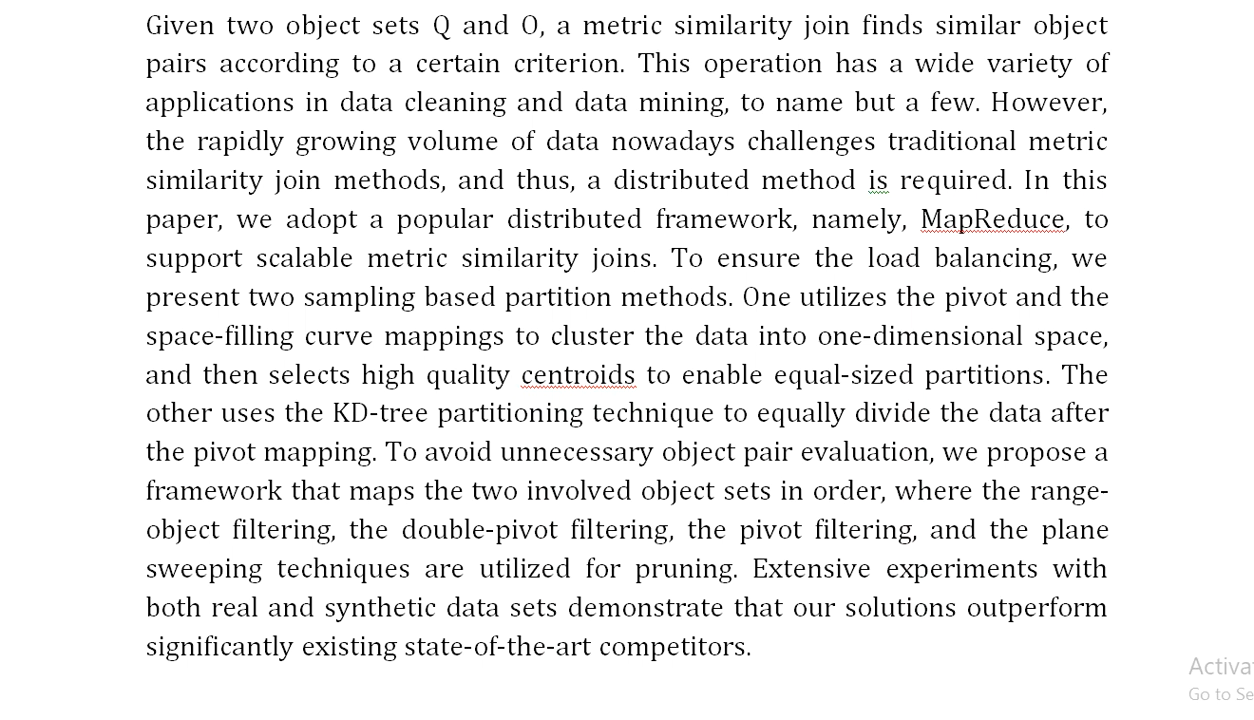 Given two object sets Q and O, a metric similarity join finds similar object
pairs according to a certain criterion. This operation has a wide variety of
applications in data cleaning and data mining, to name but a few. However,
the rapidly growing volume of data nowadays challenges traditional metric
similarity join methods, and thus, a distributed method is required. In this
paper, we adopt a popular distributed framework, namely, MapReduce, to
support scalable metric similarity joins. To ensure the load balancing, we
present two sampling based partition methods. One utilizes the pivot and the
space-filling curve mappings to cluster the data into one-dimensional space,
and then selects high quality centroids to enable equal-sized partitions. The
other uses the KD-tree partitioning technique to equally divide the data after
the pivot mapping. To avoid unnecessary object pair evaluation, we propose a
framework that maps the two involved object sets in order, where the range-
object filtering, the double-pivot filtering, the pivot filtering, and the plane
sweeping techniques are utilized for pruning. Extensive experiments with
both real and synthetic data sets demonstrate that our solutions outperform
significantly existing state-of-the-art competitors.
Activa
Go to Se